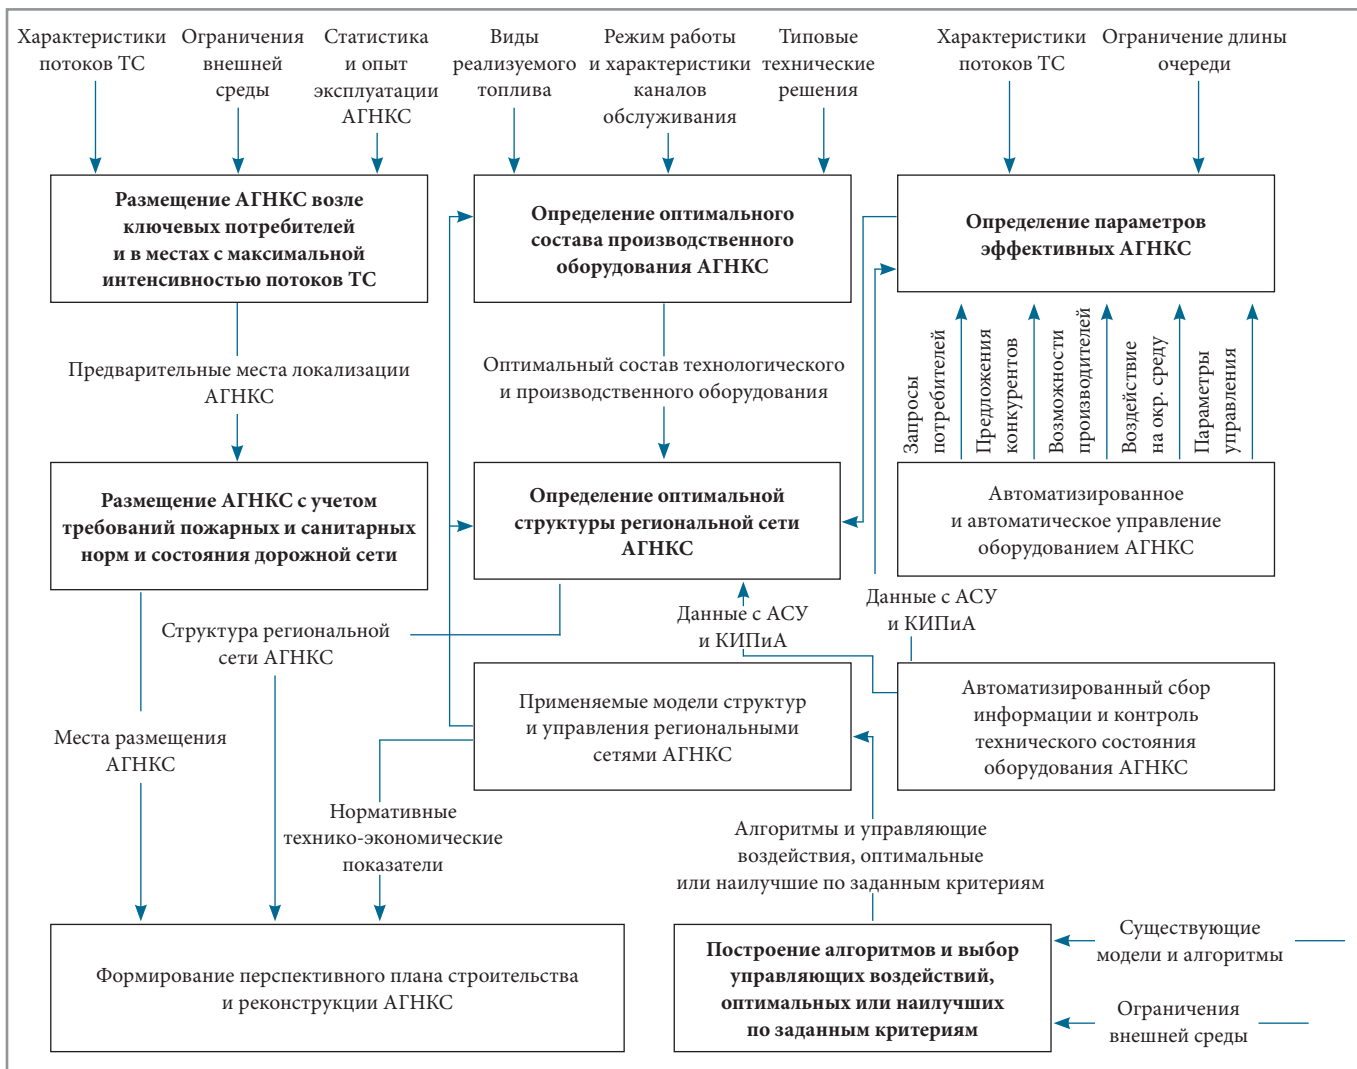 Характеристики
потоков ТС
Ограничения
внешней
среды
Статистика
и опыт
эксплуатации
АГНКС
Виды
реализуемого
топлива
Режим работы
и характеристики
каналов
обслуживания
Типовые
технические
решения
Характеристики
потоков ТС
Ограничение длины
очереди
Размещение АГНКС возле
ключевых потребителей
и в местах с максимальной
интенсивностью потоков ТС
Определение оптимального
состава производственного
оборудования АГНКС
Определение параметров
эффективных АГНКС
Предварительные места локализации
АГНКС
Оптимальный состав технологического
и производственного оборудования
Запросы
потребителей
Предложения
конкурентов
Возможности
производителей
Воздействие
на окр. среду
Параметры
управления
Размещение АГНКС с учетом
требований пожарных и санитарных
норм и состояния дорожной сети
Определение оптимальной
структуры региональной сети
АГНКС
Автоматизированное
и автоматическое управление
оборудованием АГНКС
Структура региональной
сети АГНКС
Данные с АСУ
и КИПиА
Данные с АСУ
и КИПиА
Места размещения
АГНКС
Применяемые модели структур
и управления региональными
сетями АГНКС
Автоматизированный сбор
информации и контроль
технического состояния
оборудования АГНКС
Нормативные
технико-экономические
показатели
Алгоритмы и управляющие
воздействия, оптимальные
или наилучшие по заданным критериям
Формирование перспективного плана строительства
и реконструкции АГНКС
Построение алгоритмов и выбор
управляющих воздействий,
оптимальных или наилучших
по заданным критериям
Существующие
модели и алгоритмы
Ограничения
внешней среды